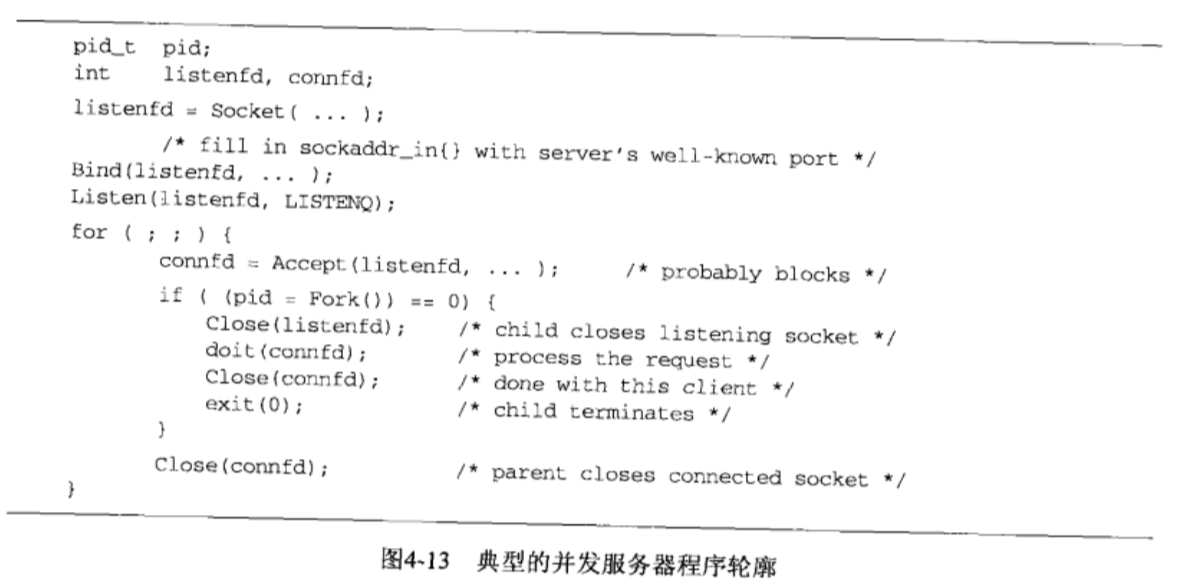 pid_t  pid;
int    listenfd, connfd;
listenfd = Socket( ... );
/* fill in sockaddr_in{} with server's well-known port */
Bind(listenfd, ... );
Listen(listenfd, LISTENQ);
for ( ; ; ) {
connfd = Accept(listenfd, ... );    /* probably blocks */
if ( (pid = Fork()) == 0) {
Close(listenfd);    /* child closes listening socket */
doit(connfd);    /* process the request */
Close(connfd);    /* done with this client */
exit(0);    /* child terminates */
}
Close(connfd);    /* parent closes connected socket */
}
图4-13 典型的并发服务器程序轮廓